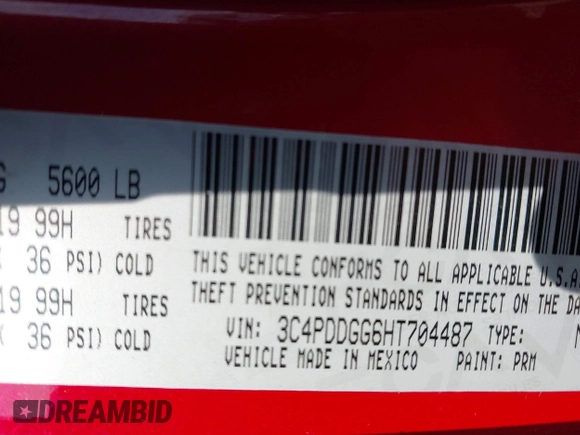 G 5600 LB
19 99H TIRES
36 PSI) COLD
19 99H TIRES
36 PSI) COLD
THIS VEHICLE CONFORMS TO ALL APPLICABLE U.S.A.
THEFT PREVENTION STANDARDS IN EFFECT ON THE DA
VIN: 3C4PDDGG6HT704487 TYPE: M
VEHICLE MADE IN MEXICO PAINT: PRM
DREAMBID